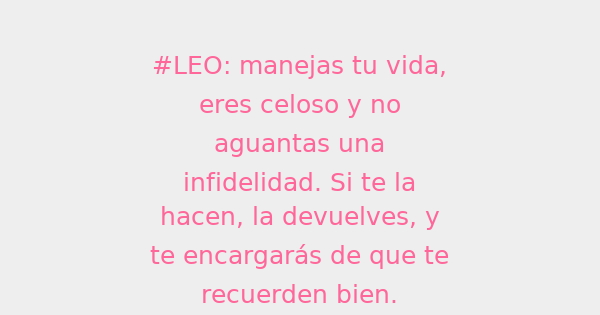 #LEO: manejas tu vida,
eres celoso y no
aguantas una
infidelidad. Si te la
hacen, la devuelves, y
te encargarás de que te
recuerden bien.